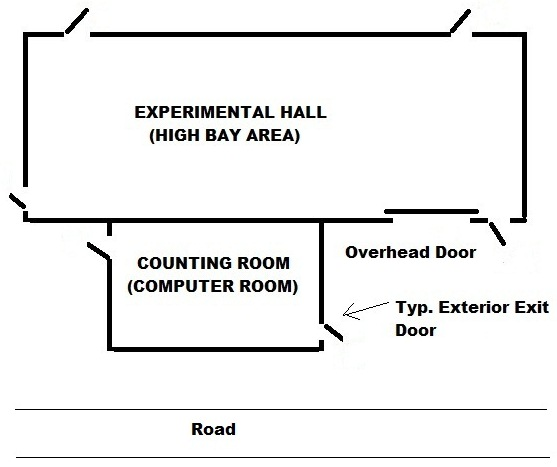 EXPERIMENTAL HALL
(HIGH BAY AREA)
Overhead Door
COUNTING ROOM
(COMPUTER ROOM)
Typ. Exterior Exit
Door
Road